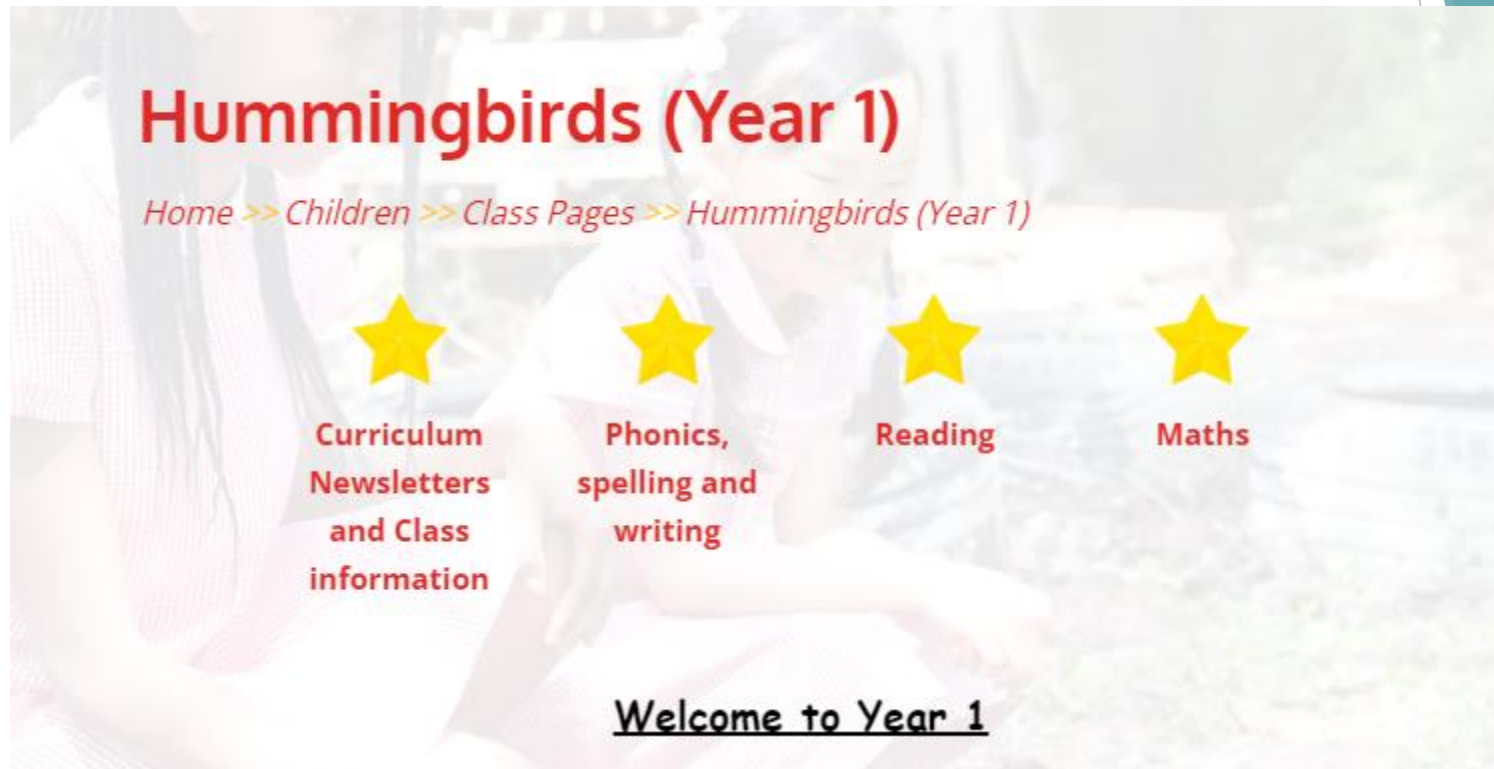 Hummingbirds (Year 1)
Home >> Children >> Class Pages >> Hummingbirds (Year 1)
Curriculum
Newsletters
and Class
information
Phonics,
spelling and
writing
Reading
Maths
Welcome to Year 1